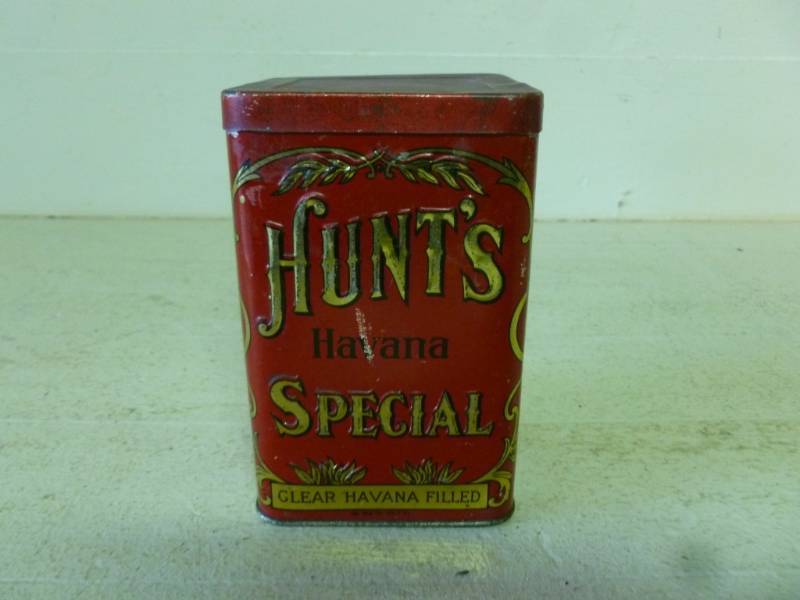 HUNT'S
Havana
SPECIAL
CLEAR HAVANA FILLED